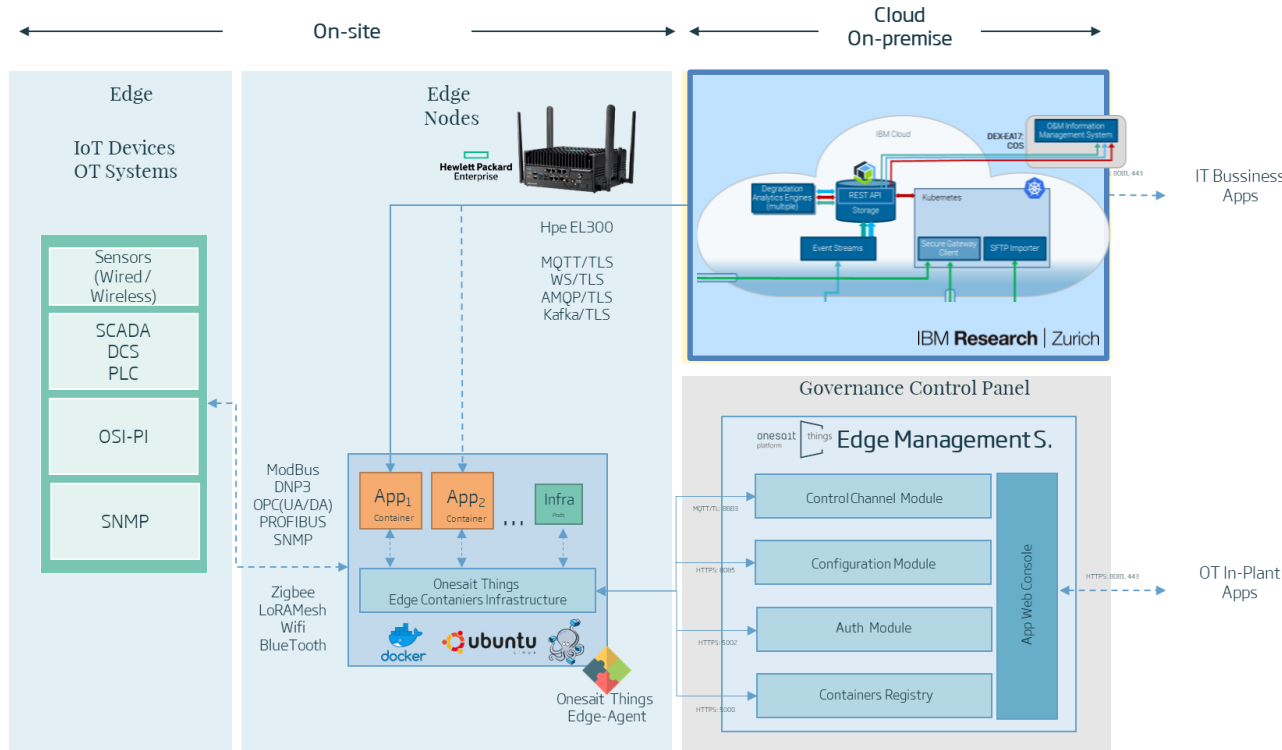 On-site
Cloud
On-premise
Edge
IoT Devices
OT Systems
Sensors
(Wired /
Wireless)
SCADA
DCS
PLC
OSI-PI
SNMP
Edge
Nodes
Hewlett Packard
Enterprise
Hpe EL300
MQTT/TLS
WS/TLS
AMQP/TLS
Kafka/TLS
ModBus
DNP3
OPC(UA/DA)
PROFIBUS
SNMP
Zigbee
LoRAMesh
Wifi
BlueTooth
App1
Container
App2
Container
...
Infra
Onesait Things
Edge Contaniers Infrastructure
docker
ubuntu
LINUX
Onesait Things
Edge-Agent
IBM Cloud
DEX-EA17:
COS
O&M Information
Management System
: 8081, 443
Degradation
Analytics Engines
(multiple)
REST API
Storage
Kubernetes
Event Streams
Secure Gateway
Client
SFTP Importer
IBM Research | Zurich
IT Bussiness
Apps
Governance Control Panel
onesait
platform
things
Edge Management S.
Control Channel Module
Configuration Module
Auth Module
Containers Registry
App Web Console
MQTT/TL: 8883
HTTPS: 8085
HTTPS: 5002
HTTPS: 5000
HTTPS: 8081, 443
OT In-Plant
Apps